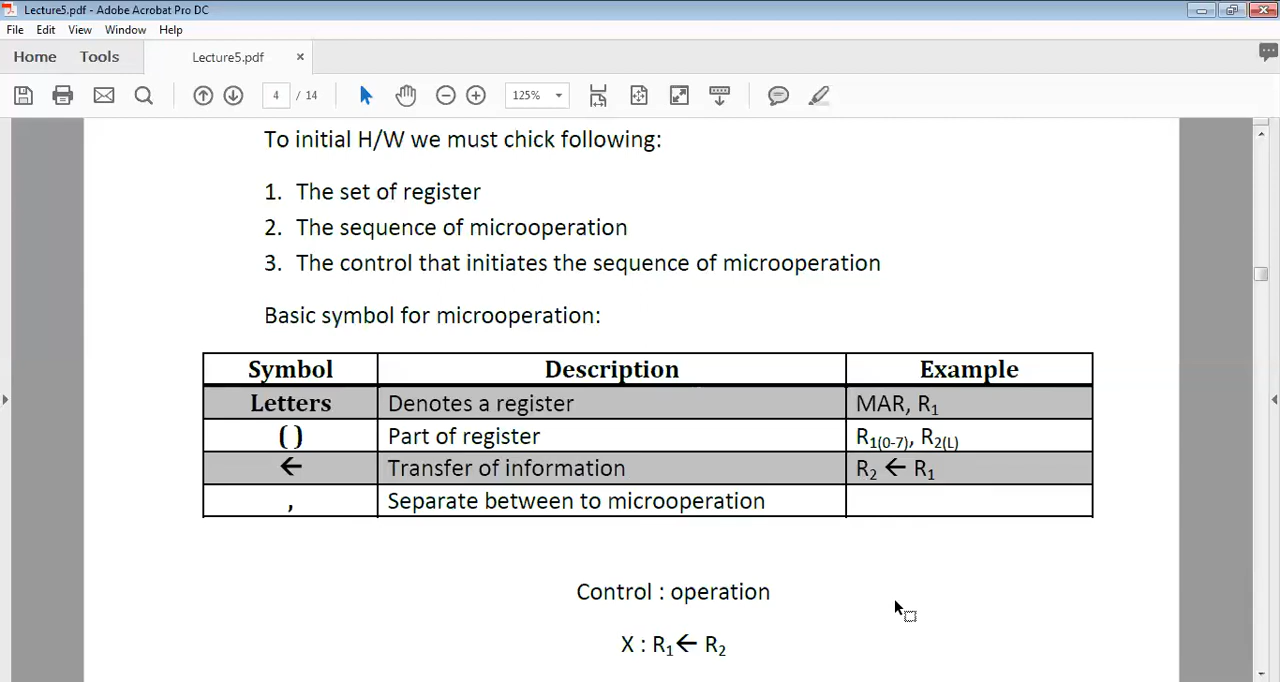 Lecture5.pdf - Adobe Acrobat Pro DC
File Edit View Window Help
Home Tools Lecture5.pdf ×
4 / 14 125%
To initial H/W we must chick following:
1. The set of register
2. The sequence of microoperation
3. The control that initiates the sequence of microoperation
Basic symbol for microoperation:
Symbol Description Example
Letters Denotes a register MAR, R1
( ) Part of register R1(0-7), R2(L)
← Transfer of information R2 ← R1
, Separate between to microoperation
Control : operation
X : R1← R2